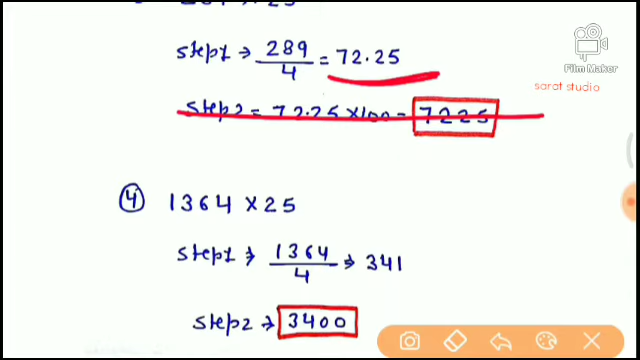 step1 → 289/4 = 72.25
Film Maker
sarat studio
step2 = 72.25 × 100 = 7225
④ 1364 × 25
step1 → 1364/4 → 341
step2 → 3400